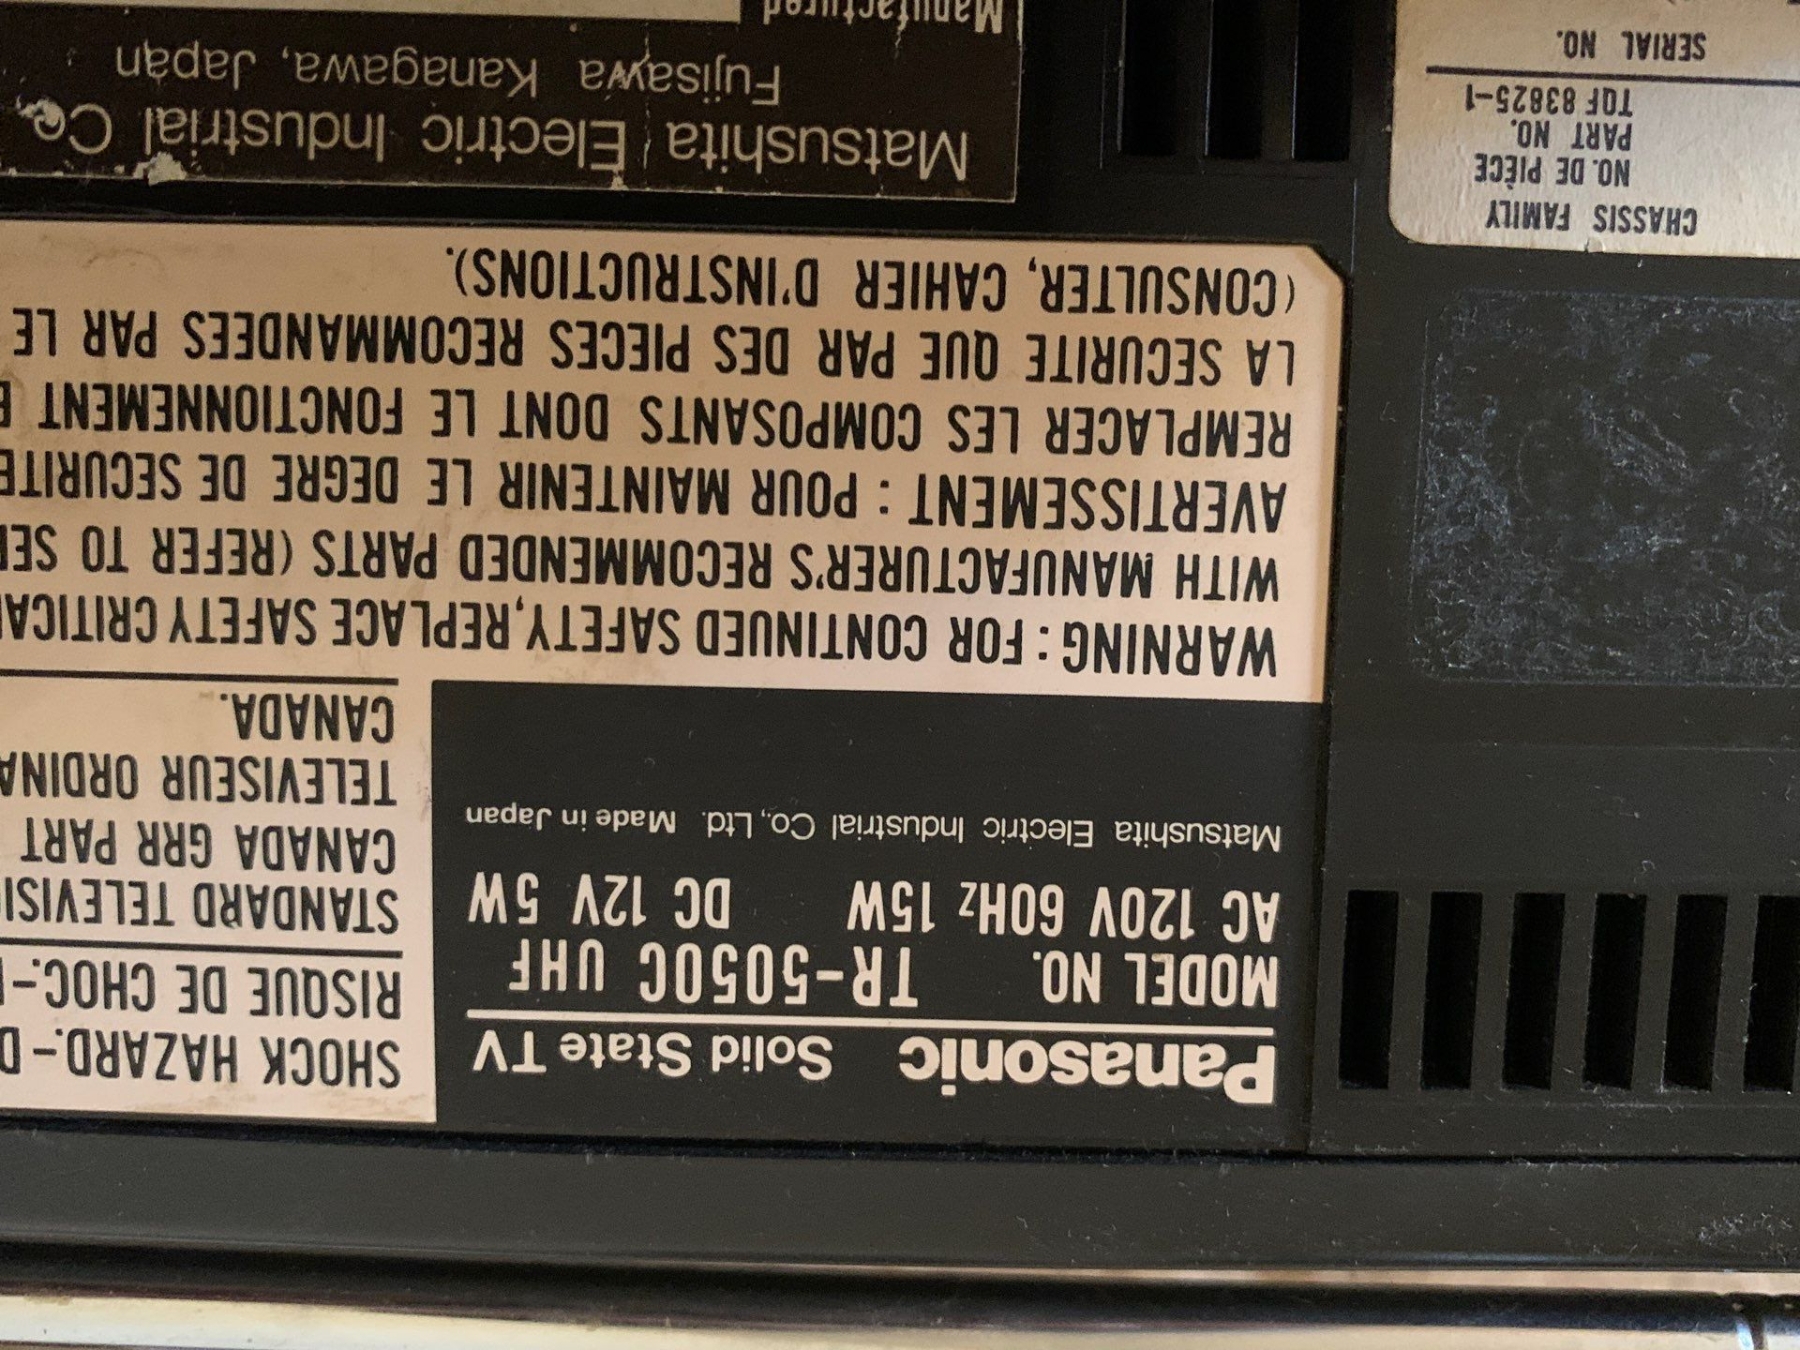 Panasonic Solid State TV
MODEL NO. TR-5050C UHF
AC 120V 60Hz 15W DC 12V 5W
Matsushita Electric Industrial Co., Ltd. Made in Japan
SHOCK HAZARD.-D
RISQUE DE CHOC.-
STANDARD TELEVISI
CANADA GRR PART
TELEVISEUR ORDINA
CANADA.
WARNING : FOR CONTINUED SAFETY, REPLACE SAFETY CRITICA
WITH MANUFACTURER'S RECOMMENDED PARTS (REFER TO SE
AVERTISSEMENT : POUR MAINTENIR LE DEGRE DE SECURITE
REMPLACER LES COMPOSANTS DONT LE FONCTIONNEMENT
LA SECURITE QUE PAR DES PIECES RECOMMANDEES PAR LE
(CONSULTER, CAHIER D'INSTRUCTIONS).
Matsushita Electric Industrial Co.
Fujisawa Kanagawa, Japan
Manufactured
CHASSIS FAMILY
NO. DE PIÈCE
PART NO.
TQF 83825-1
SERIAL NO.